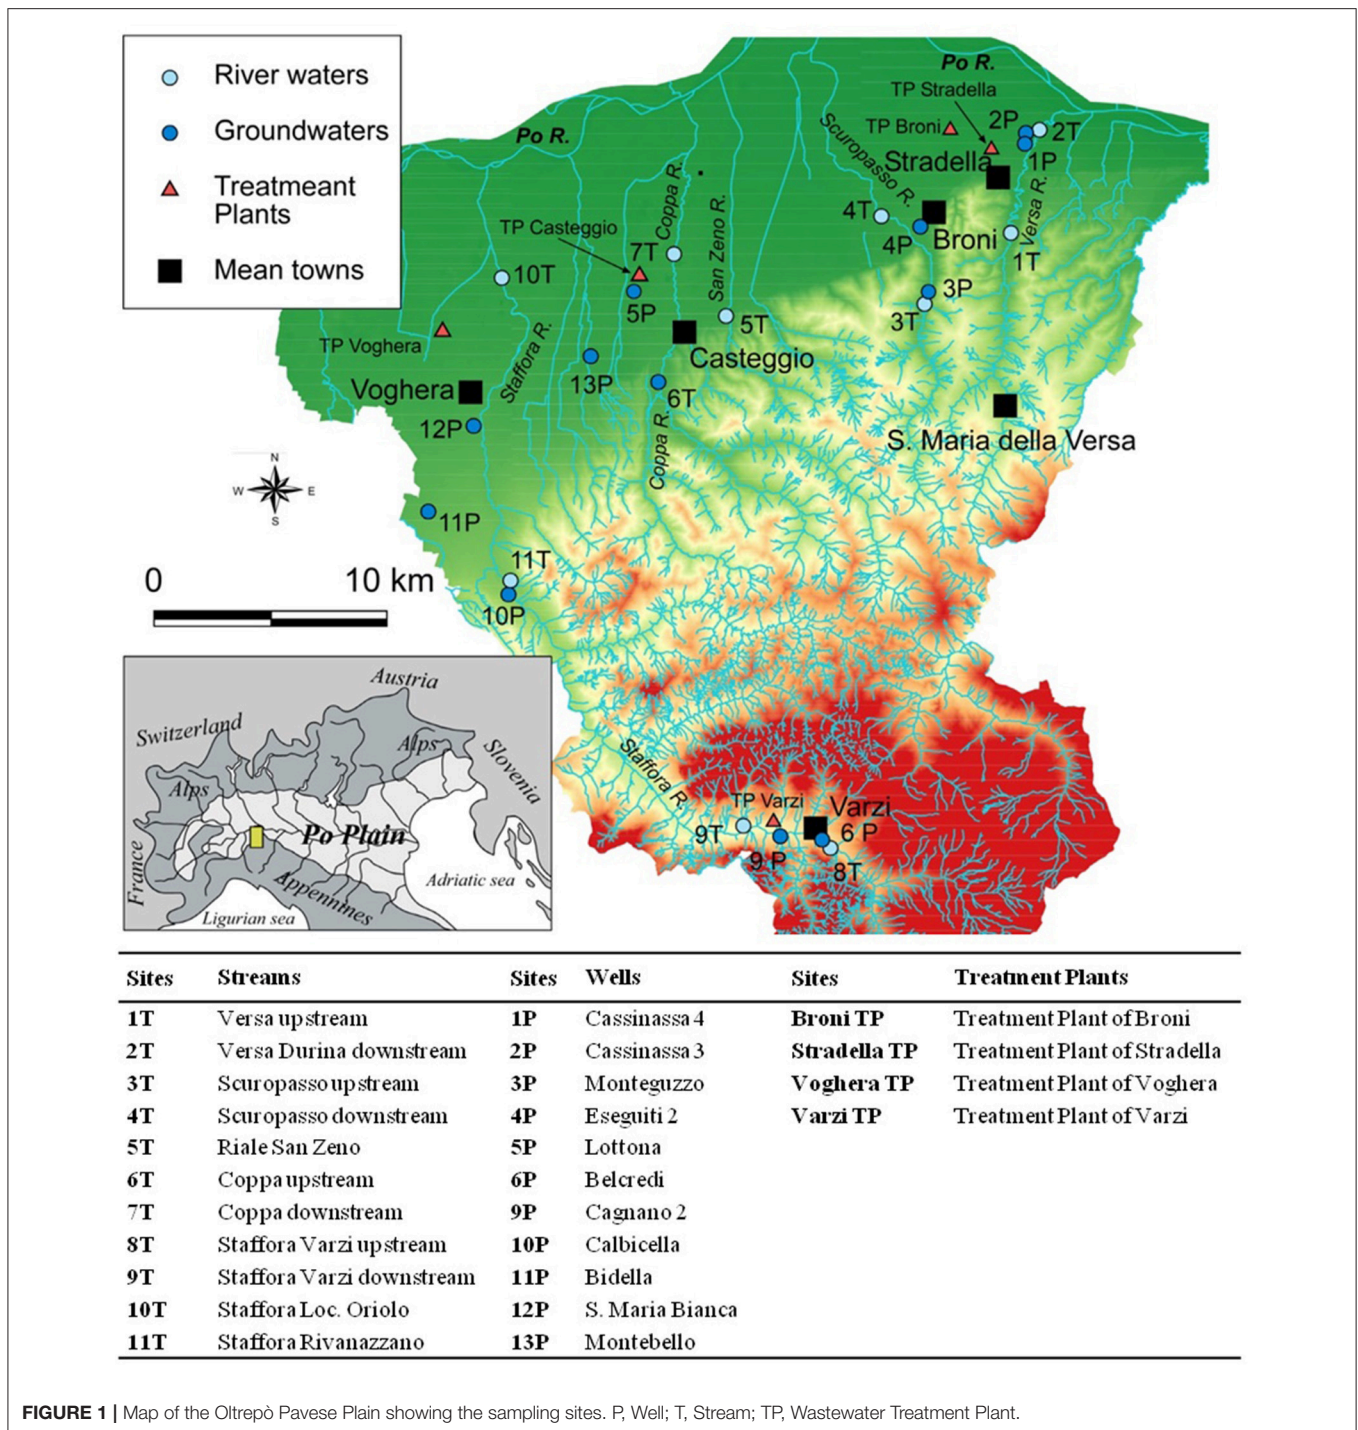 River waters
Groundwaters
Treatmeant
Plants
Mean towns
Po R.
Po R.
TP Stradella
TP Broni
2P
2T
1P
Stradella
Scuropasso R.
Versa R.
4T
4P
Broni
1T
Coppa R.
San Zeno R.
TP Casteggio
7T
10T
5P
3P
3T
5T
TP Voghera
Staffora R.
Casteggio
13P
6T
Voghera
12P
Coppa R.
S. Maria della Versa
N
W
E
S
11P
0
10 km
11T
10P
Austria
Switzerland
Alps
Slovenia
Alps
Po Plain
France
Appennines
Adriatic sea
Ligurian sea
Staffora R.
TP Varzi
Varzi
9T
6 P
9 P
8T
Sites Streams Sites Wells Sites Treatment Plants
1T Versa upstream 1P Cassinassa 4 Broni TP Treatment Plant of Broni
2T Versa Durina downstream 2P Cassinassa 3 Stradella TP Treatment Plant of Stradella
3T Scuropasso upstream 3P Monteguzzo Voghera TP Treatment Plant of Voghera
4T Scuropasso downstream 4P Eseguiti 2 Varzi TP Treatment Plant of Varzi
5T Riale San Zeno 5P Lottona
6T Coppa upstream 6P Belcredi
7T Coppa downstream 9P Cagnano 2
8T Staffora Varzi upstream 10P Calbicella
9T Staffora Varzi downstream 11P Bidella
10T Staffora Loc. Oriolo 12P S. Maria Bianca
11T Staffora Rivanazzano 13P Montebello
FIGURE 1 | Map of the Oltrepò Pavese Plain showing the sampling sites. P, Well; T, Stream; TP, Wastewater Treatment Plant.